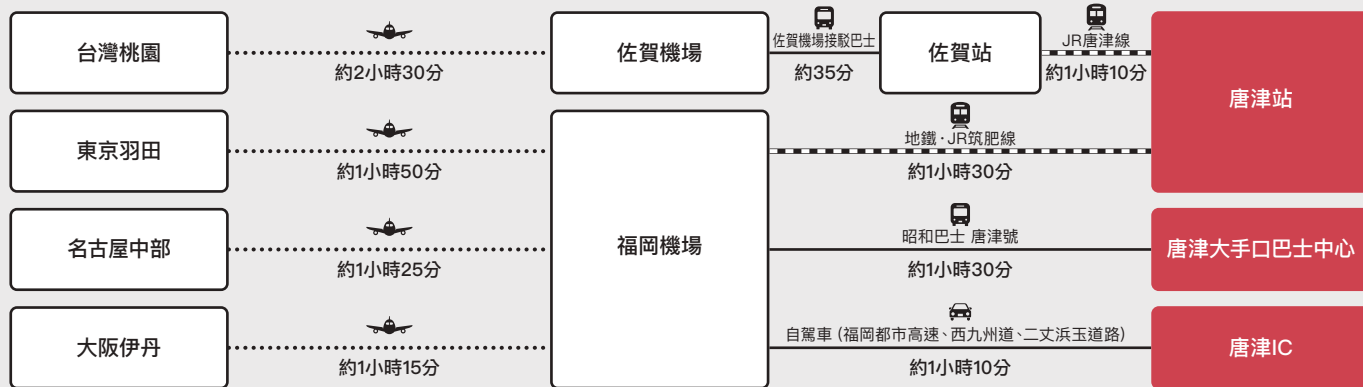 台灣桃園
約2小時30分
佐賀機場
佐賀機場接駁巴士
約35分
佐賀站
JR唐津線
約1小時10分
唐津站
東京羽田
約1小時50分
福岡機場
地鐵·JR筑肥線
約1小時30分
名古屋中部
約1小時25分
昭和巴士 唐津號
約1小時30分
唐津大手口巴士中心
大阪伊丹
約1小時15分
自駕車 (福岡都市高速、西九州道、二丈浜玉道路)
約1小時10分
唐津IC